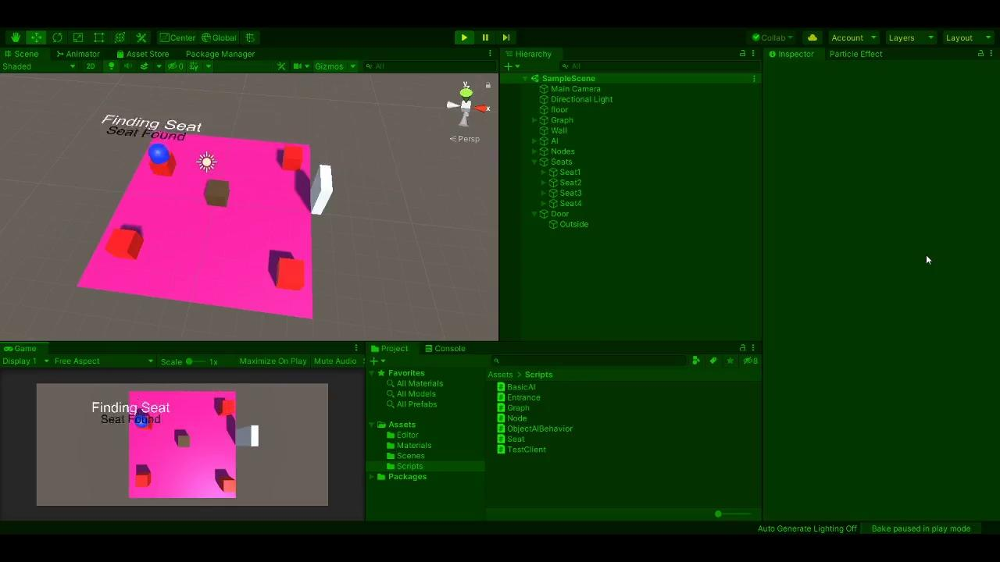 Center Global
Collab Account Layers Layout
Scene Animator Asset Store Package Manager
Shaded 2D 0 Gizmos All
Finding Seat
Seat Found
y
x
Persp
Hierarchy
All
SampleScene
Main Camera
Directional Light
floor
Graph
Wall
AI
Nodes
Seats
Seat1
Seat2
Seat3
Seat4
Door
Outside
Inspector Particle Effect
Game
Display 1 Free Aspect Scale 1x Maximize On Play Mute Audio
Finding Seat
Seat Found
Project Console
8
Favorites
All Materials
All Models
All Prefabs
Assets
Editor
Materials
Scenes
Scripts
Packages
Assets > Scripts
BasicAI
Entrance
Graph
Node
ObjectAIBehavior
Seat
TestClient
Auto Generate Lighting Off Bake paused in play mode